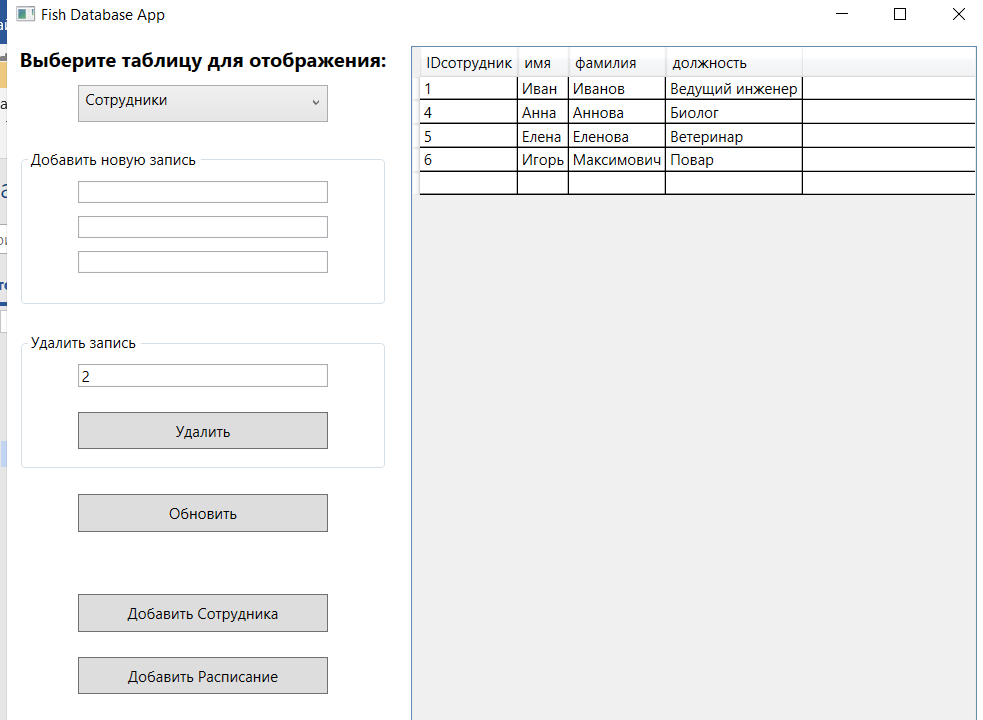 Fish Database App
Выберите таблицу для отображения:
Сотрудники
Добавить новую запись
Удалить запись
2
Удалить
Обновить
Добавить Сотрудника
Добавить Расписание
IDсотрудник имя фамилия должность
1 Иван Иванов Ведущий инженер
4 Анна Аннова Биолог
5 Елена Еленова Ветеринар
6 Игорь Максимович Повар